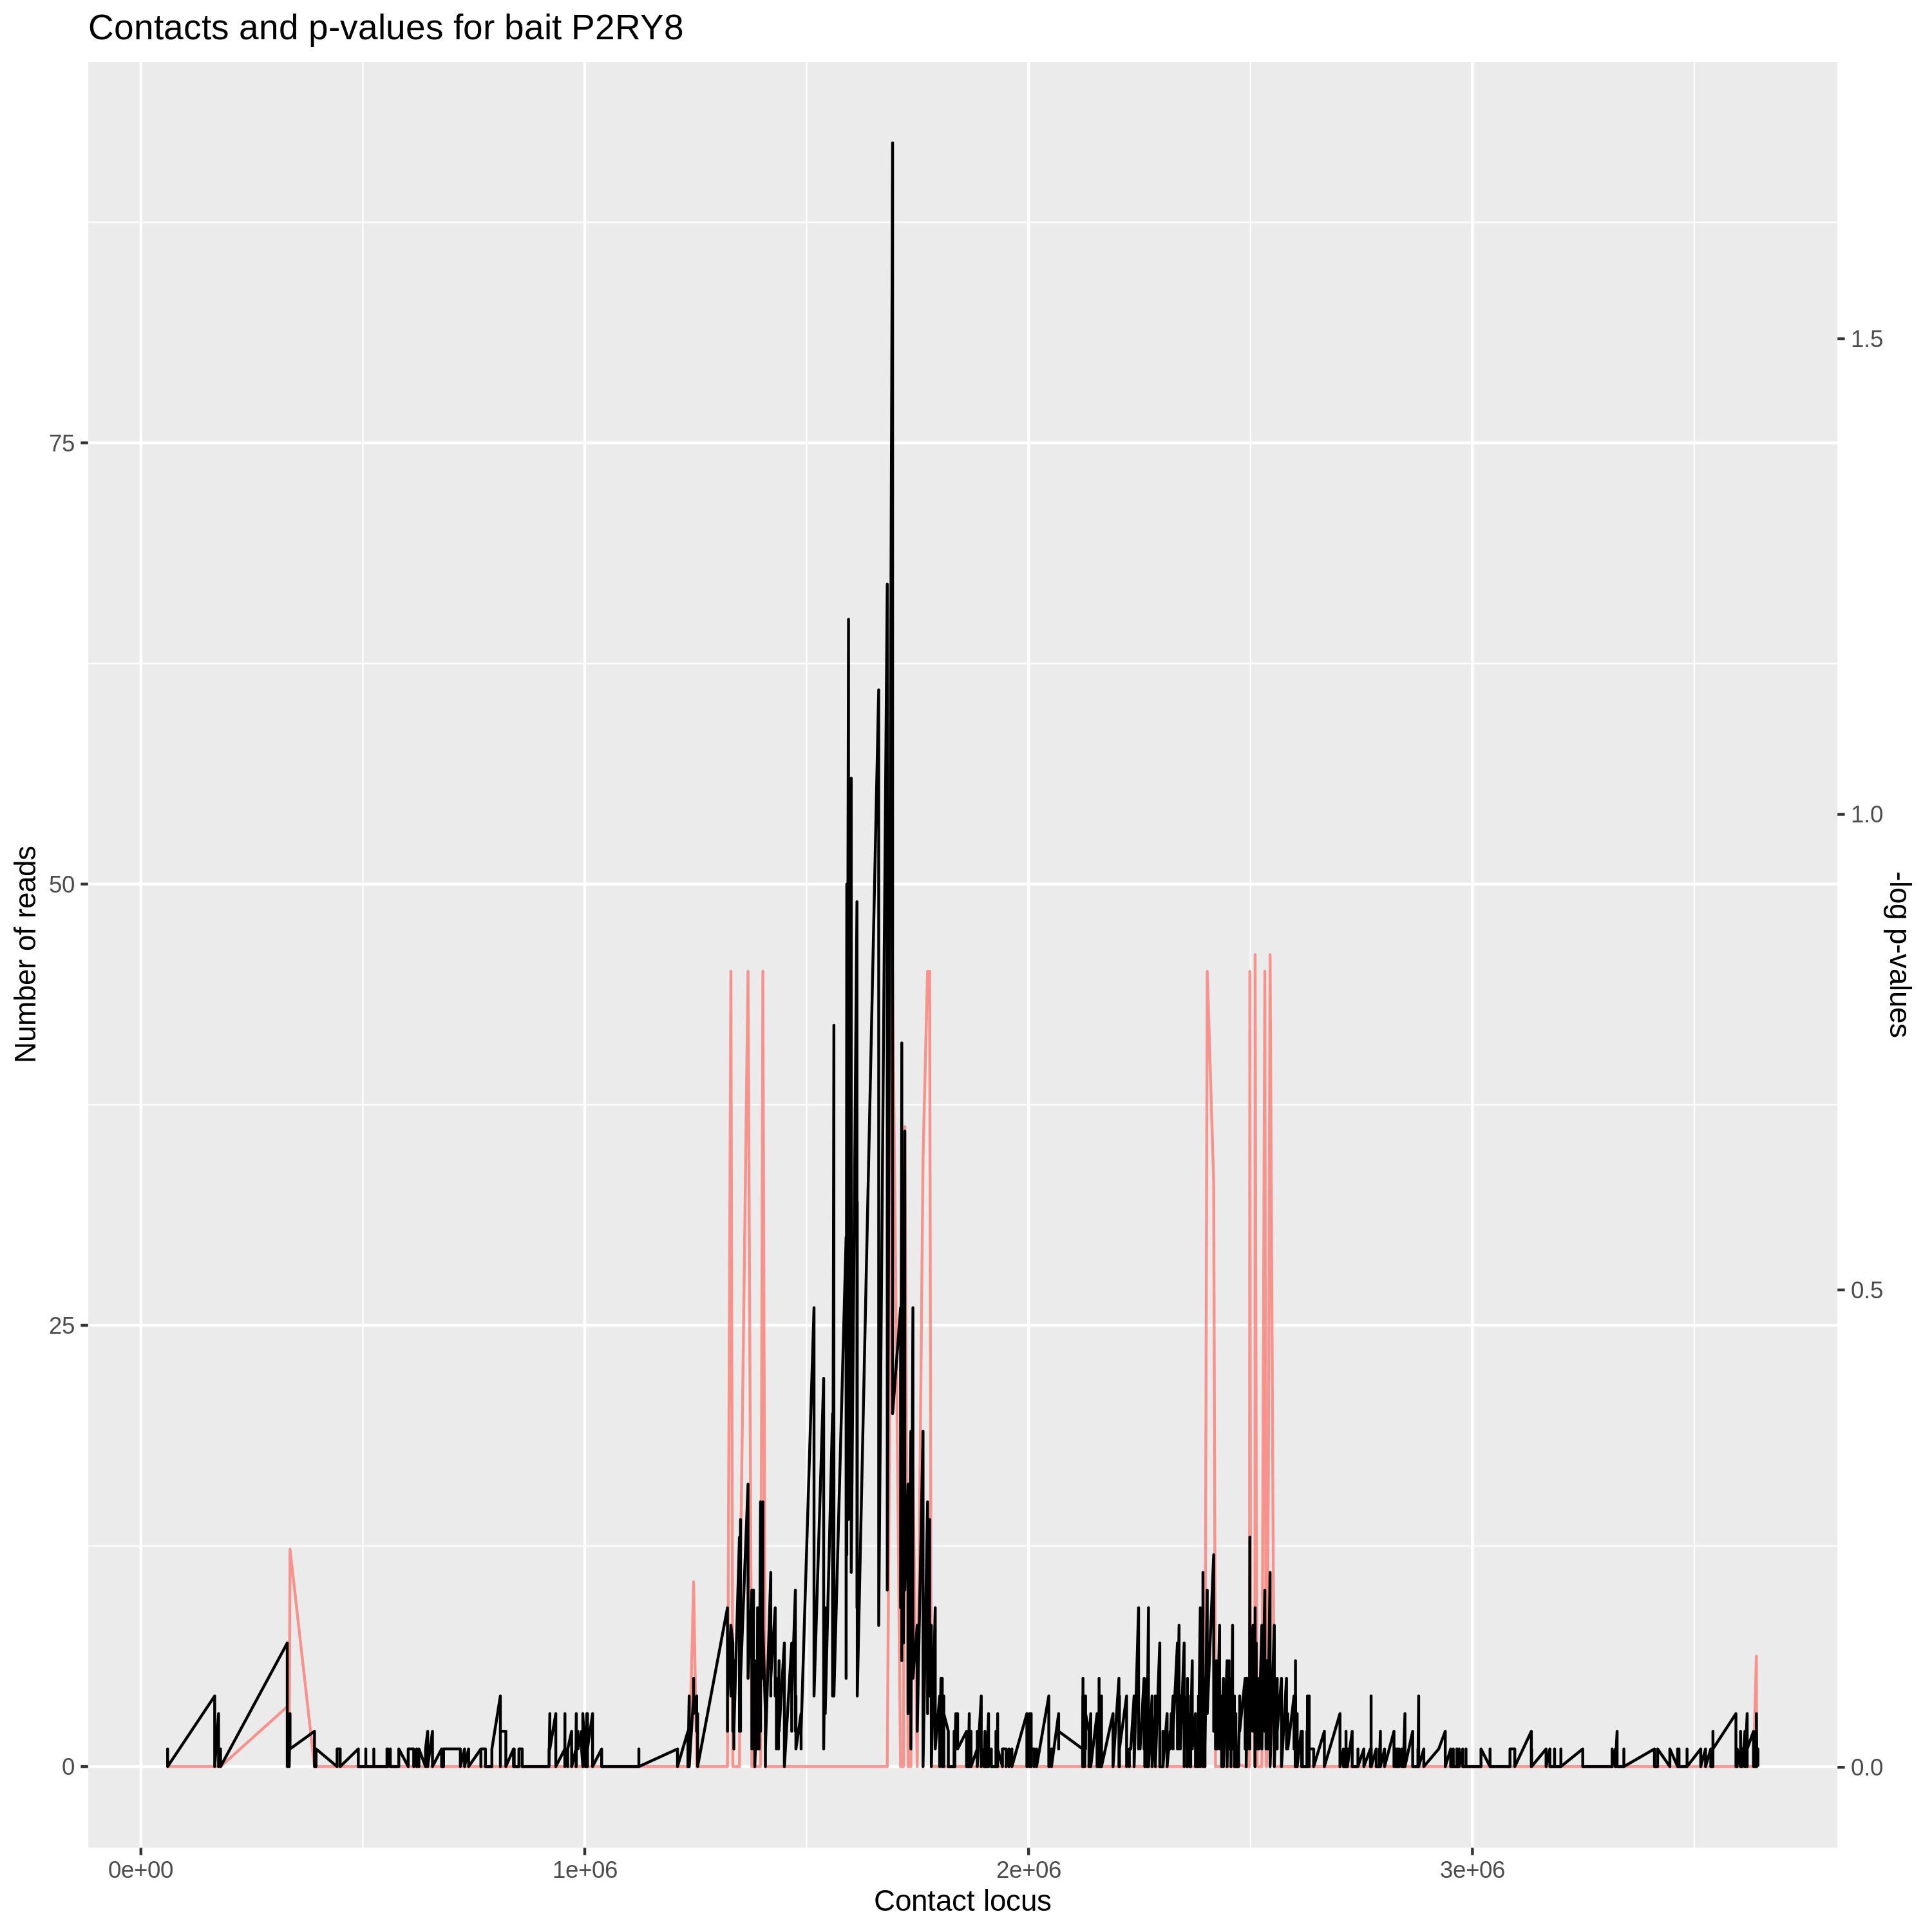 Contacts and p-values for bait P2RY8
Number of reads
75
50
25
0
-log p-values
1.5
1.0
0.5
0.0
0e+00
1e+06
2e+06
3e+06
Contact locus